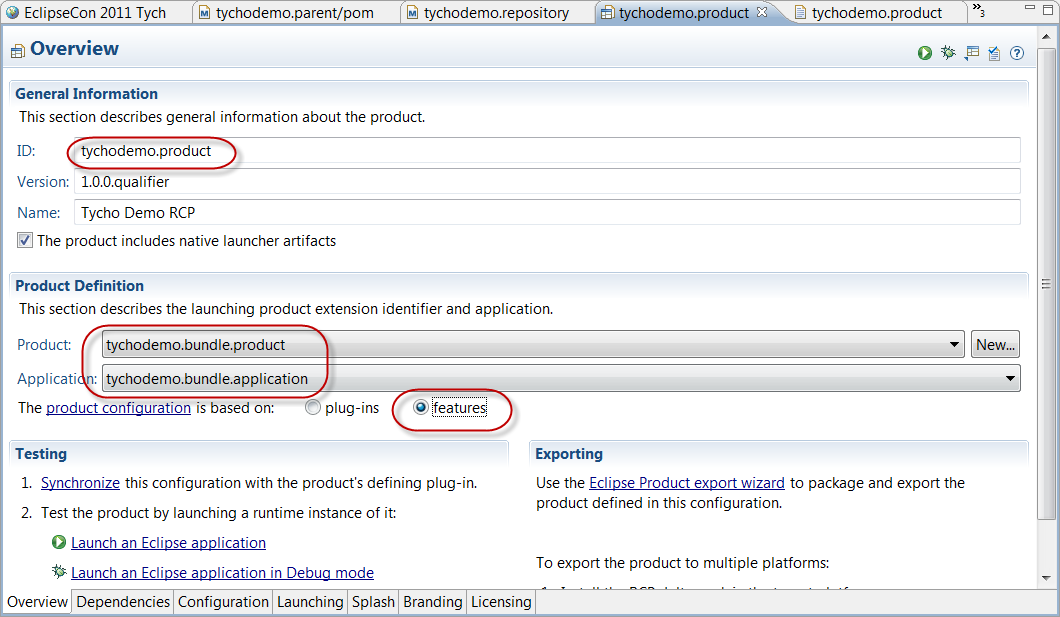 EclipseCon 2011 Tych
tychodemo.parent/pom
tychodemo.repository
tychodemo.product
tychodemo.product
»3
Overview
General Information
This section describes general information about the product.
ID: tychodemo.product
Version: 1.0.0.qualifier
Name: Tycho Demo RCP
The product includes native launcher artifacts
Product Definition
This section describes the launching product extension identifier and application.
Product: tychodemo.bundle.product New...
Application: tychodemo.bundle.application
The product configuration is based on: plug-ins features
Testing
1. Synchronize this configuration with the product's defining plug-in.
2. Test the product by launching a runtime instance of it:
Launch an Eclipse application
Launch an Eclipse application in Debug mode
Exporting
Use the Eclipse Product export wizard to package and export the
product defined in this configuration.
To export the product to multiple platforms:
Overview Dependencies Configuration Launching Splash Branding Licensing